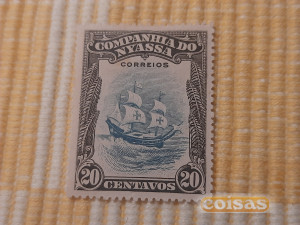 COMPANHIA DO
NYASSA
CORREIOS
20 CENTAVOS 20
coisas